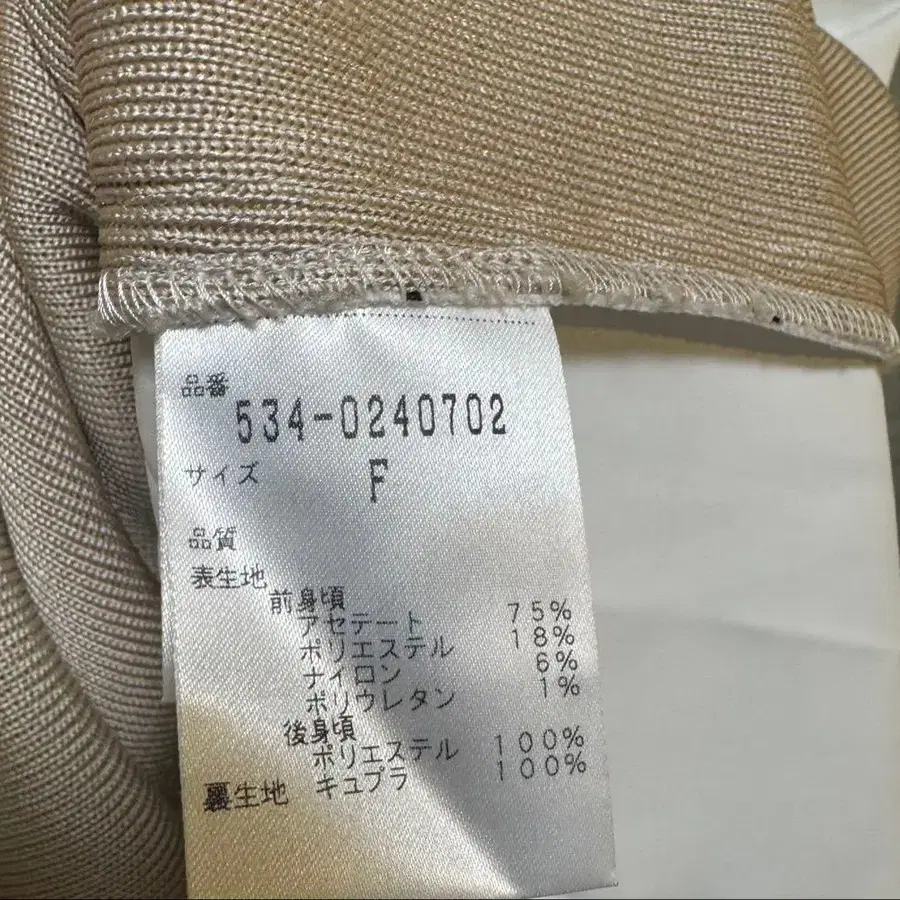 品番
534-0240702
サイズ F
品質
表生地
前身頃
アセテート 75%
ポリエステル 18%
ナイロン 6%
ポリウレタン 1%
後身頃
ポリエステル 100%
裏生地 キュプラ 100%